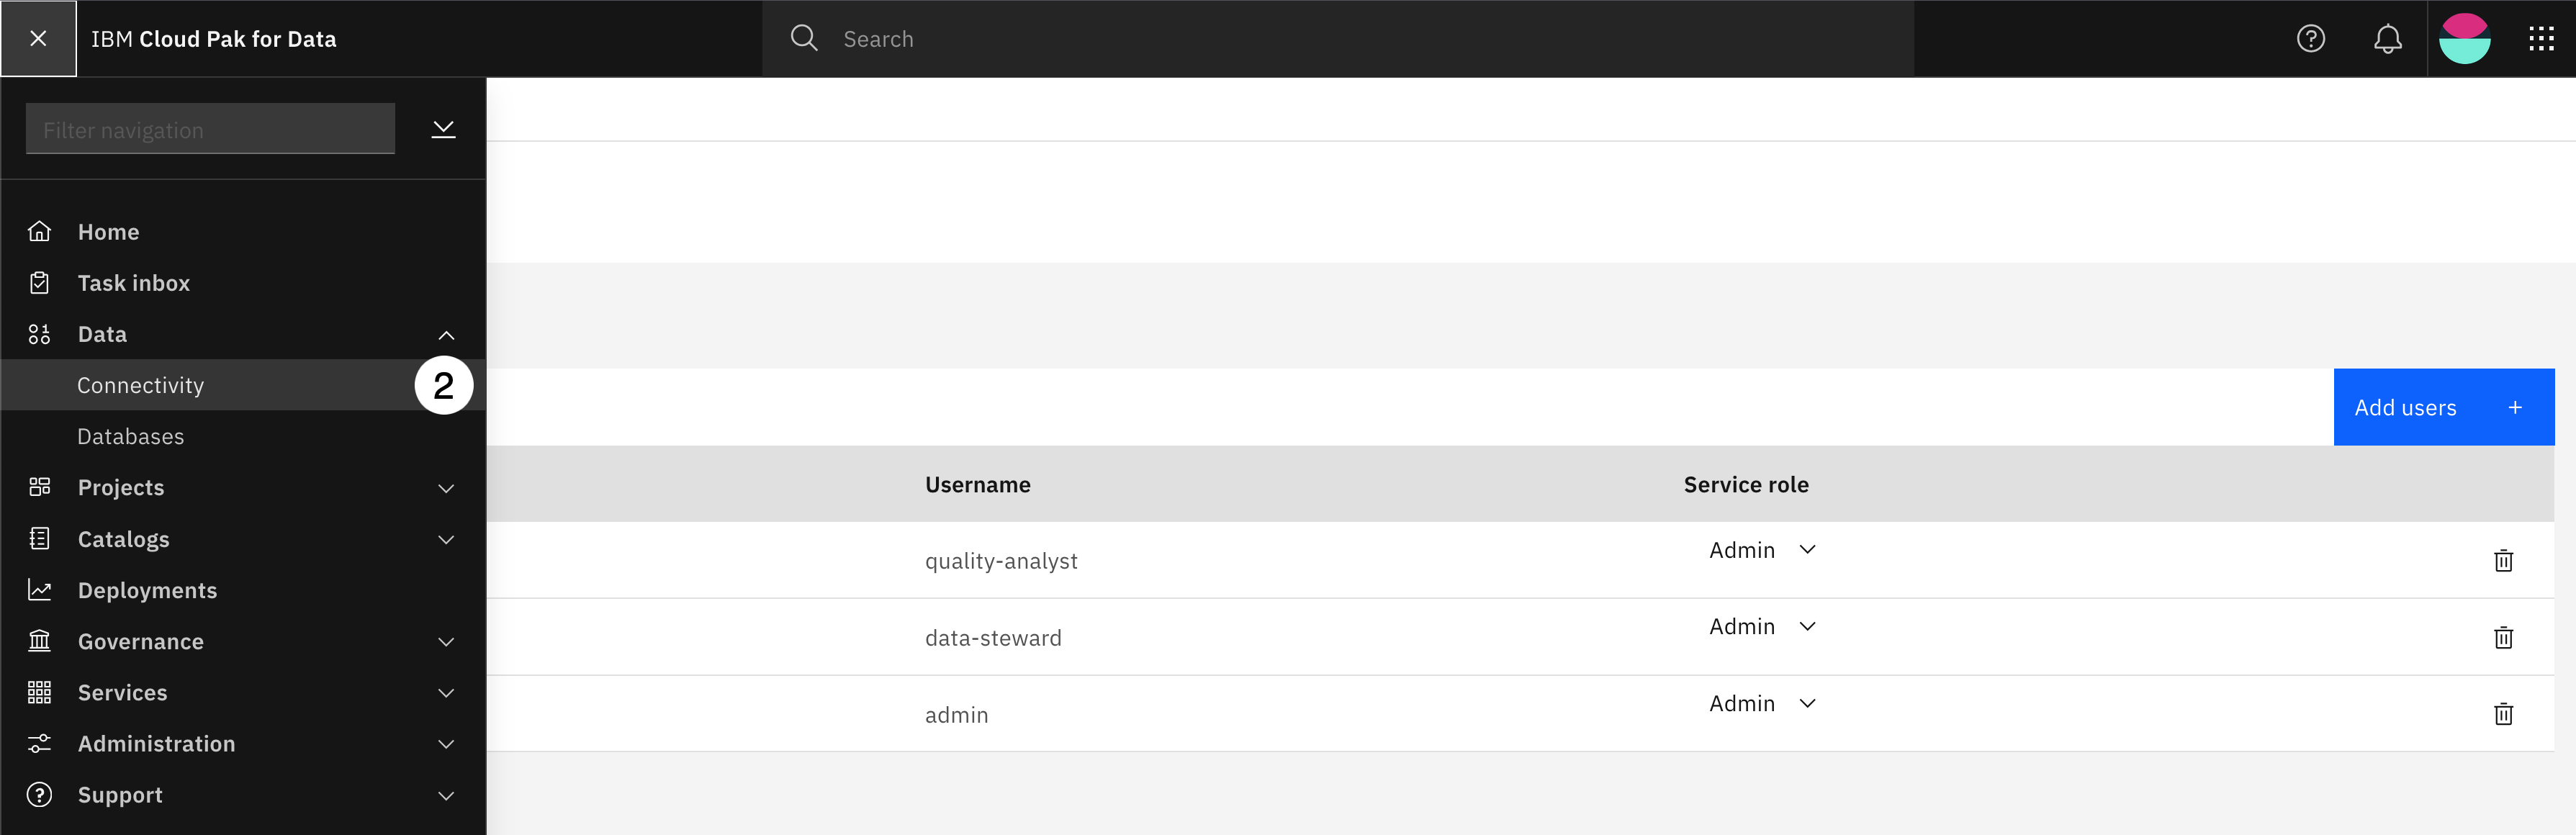 IBM Cloud Pak for Data
Search
Filter navigation
Home
Task inbox
Data
Connectivity
2
Databases
Projects
Catalogs
Deployments
Governance
Services
Administration
Support
Add users +
Username Service role
quality-analyst Admin
data-steward Admin
admin Admin